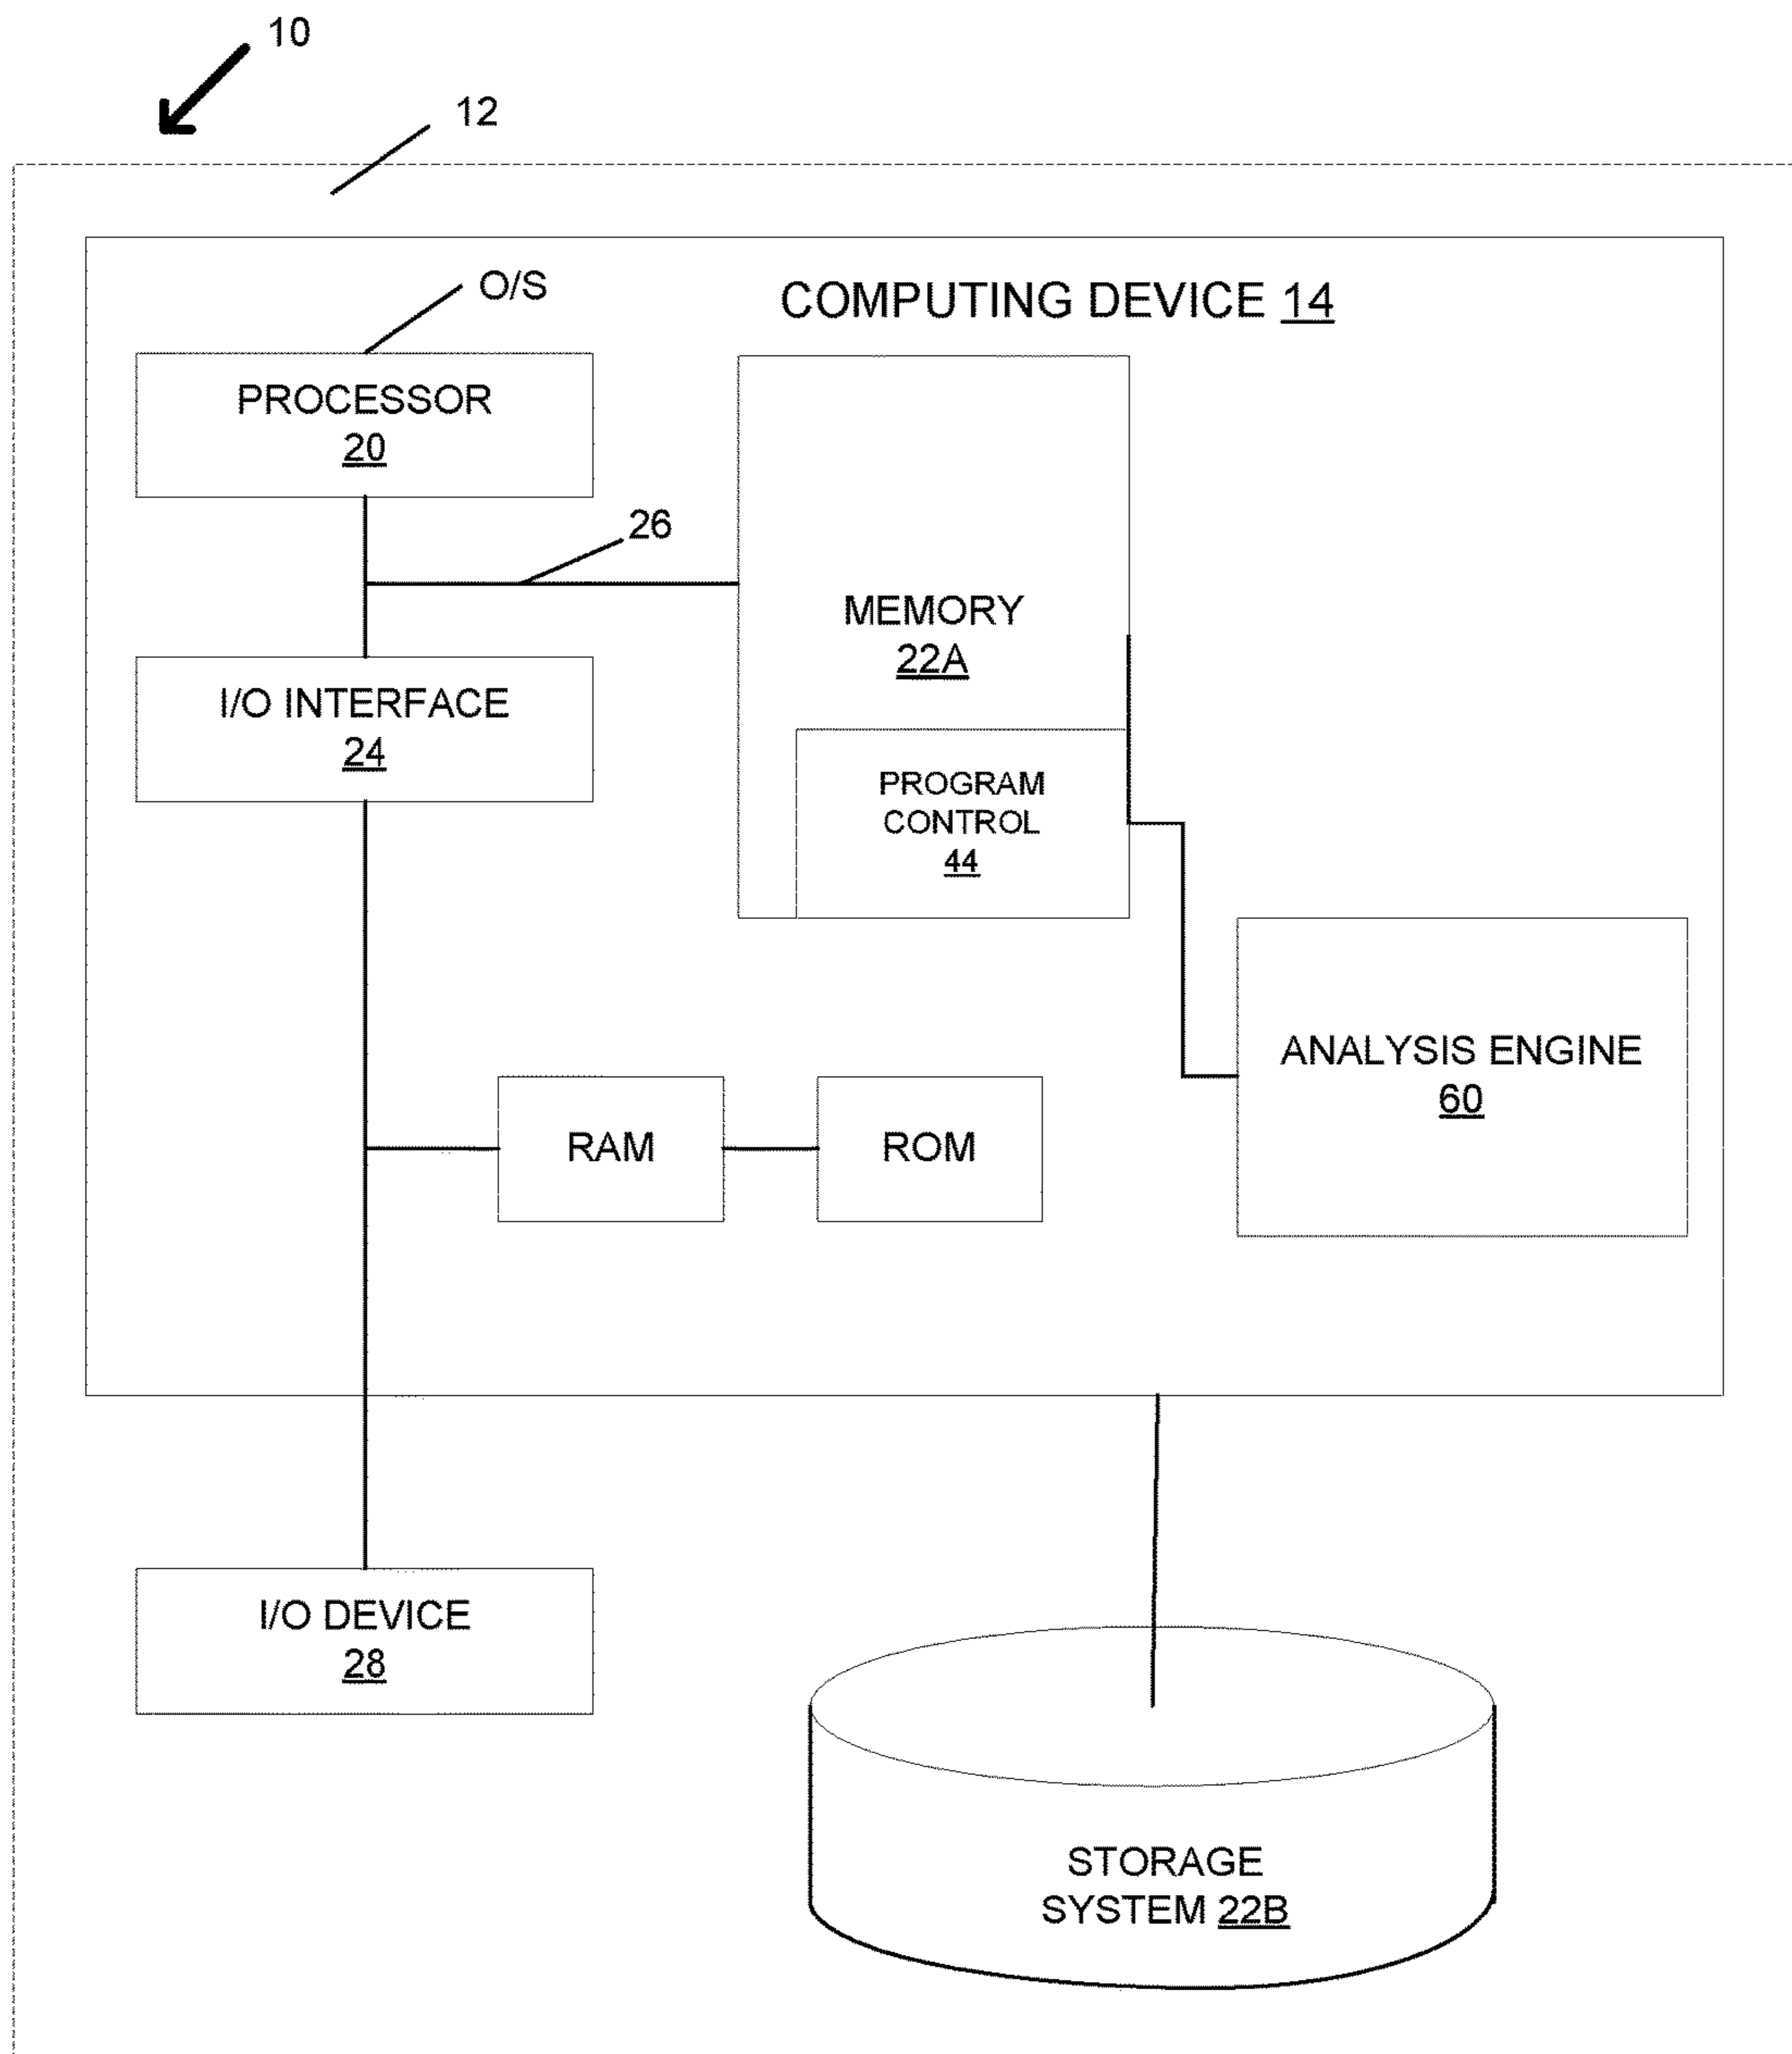 10
12
O/S
COMPUTING DEVICE 14
PROCESSOR
20
26
MEMORY
22A
I/O INTERFACE
24
PROGRAM
CONTROL
44
ANALYSIS ENGINE
60
RAM
ROM
I/O DEVICE
28
STORAGE
SYSTEM 22B